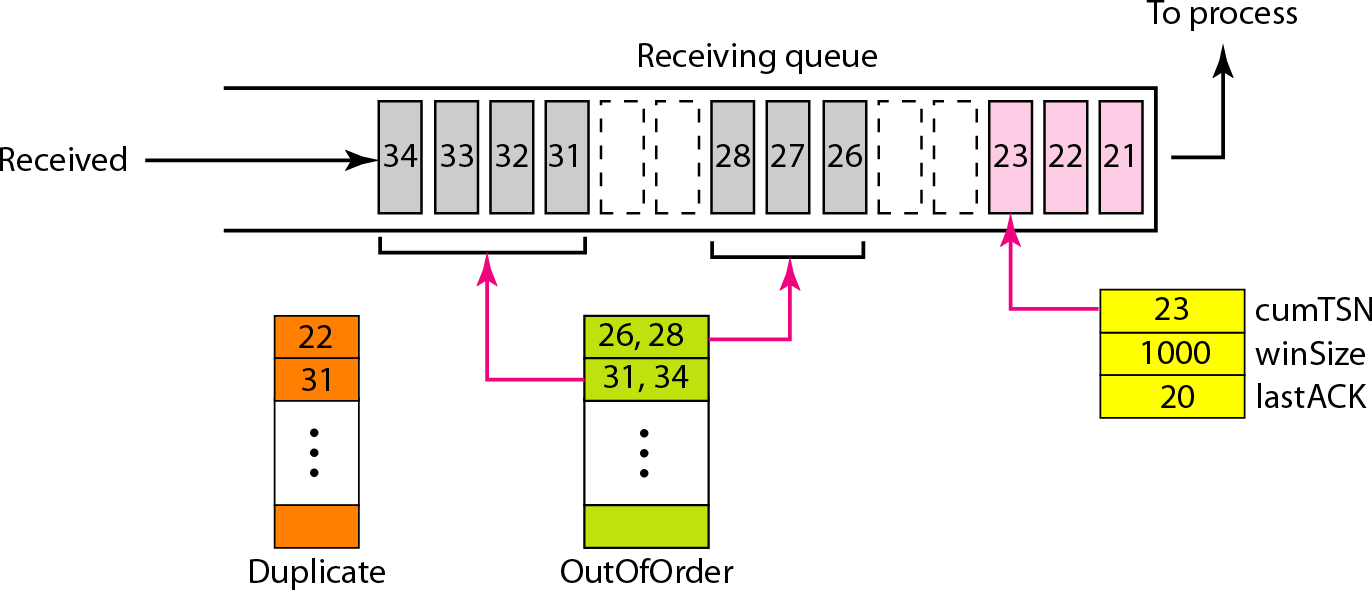 To process
Receiving queue
Received
34 33 32 31 28 27 26 23 22 21
22
31
Duplicate
26, 28
31, 34
OutOfOrder
23 cumTSN
1000 winSize
20 lastACK